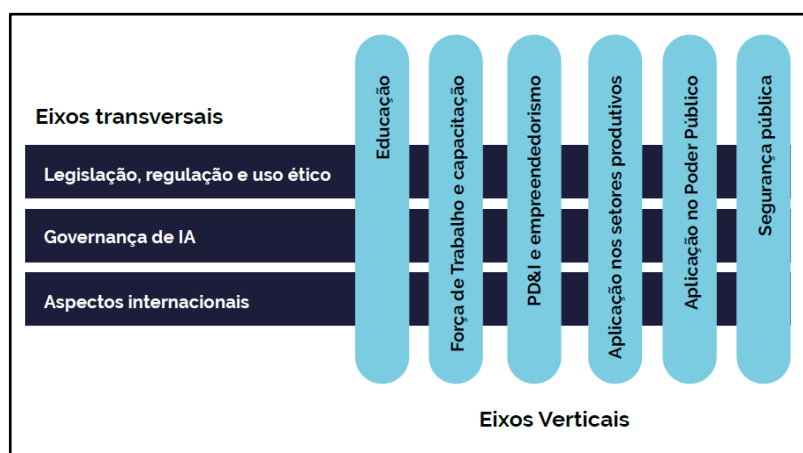 Eixos transversais
Legislação, regulação e uso ético
Governança de IA
Aspectos internacionais
Educação
Força de Trabalho e capacitação
PD&I e empreendedorismo
Aplicação nos setores produtivos
Aplicação no Poder Público
Segurança pública
Eixos Verticais